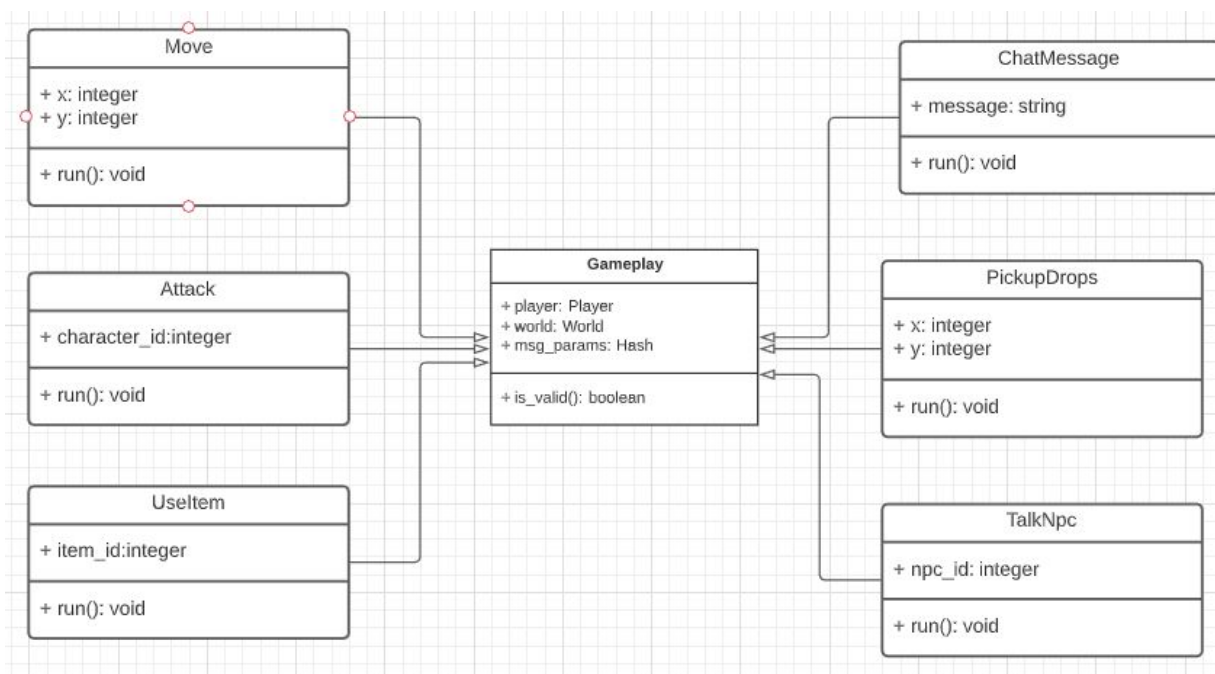 Move
+ x: integer
+ y: integer
+ run(): void
Attack
+ character_id:integer
+ run(): void
UseItem
+ item_id:integer
+ run(): void
Gameplay
+ player: Player
+ world: World
+ msg_params: Hash
+ is_valid(): boolean
ChatMessage
+ message: string
+ run(): void
PickupDrops
+ x: integer
+ y: integer
+ run(): void
TalkNpc
+ npc_id: integer
+ run(): void